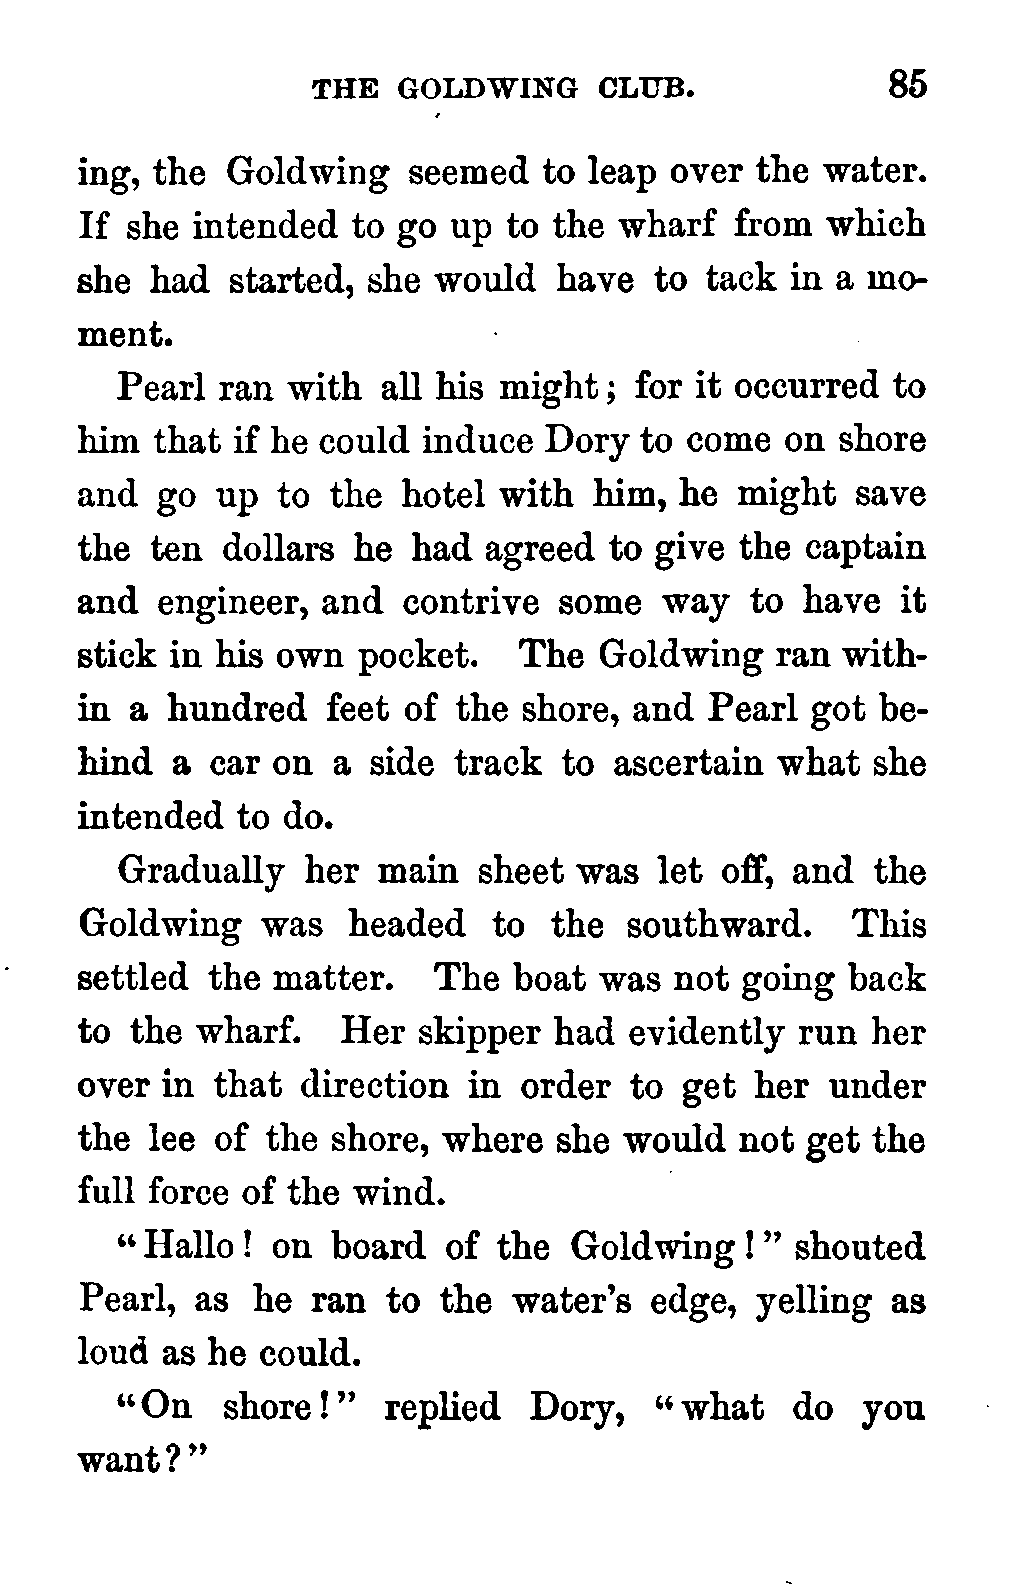 THE GOLDWING CLUB. 85
ing, the Goldwing seemed to leap over the water.
If she intended to go up to the wharf from which
she had started, she would have to tack in a mo-
ment.
Pearl ran with all his might; for it occurred to
him that if he could induce Dory to come on shore
and go up to the hotel with him, he might save
the ten dollars he had agreed to give the captain
and engineer, and contrive some way to have it
stick in his own pocket. The Goldwing ran with-
in a hundred feet of the shore, and Pearl got be-
hind a car on a side track to ascertain what she
intended to do.
Gradually her main sheet was let off, and the
Goldwing was headed to the southward. This
settled the matter. The boat was not going back
to the wharf. Her skipper had evidently run her
over in that direction in order to get her under
the lee of the shore, where she would not get the
full force of the wind.
“Hallo! on board of the Goldwing!” shouted
Pearl, as he ran to the water’s edge, yelling as
loud as he could.
“On shore!” replied Dory, “what do you
want?”